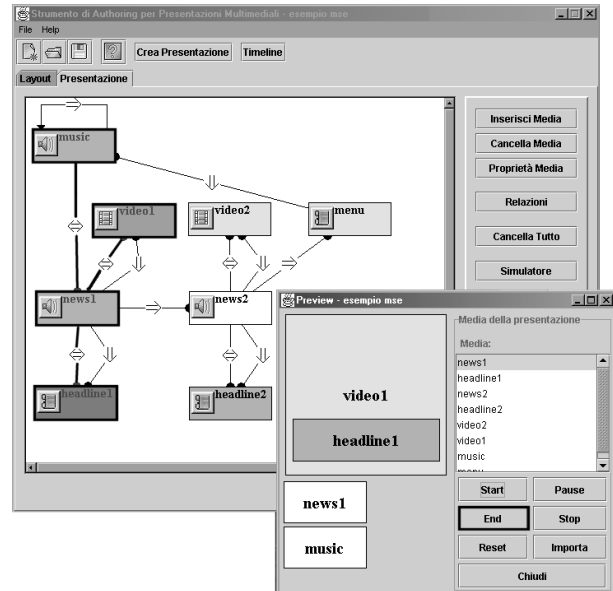 Strumento di Authoring per Presentazioni Multimediali - esempio mse
File Help
Crea Presentazione Timeline
Layout Presentazione
music
video1 video2 menu
news1 news2
headline1 headline2
Inserisci Media
Cancella Media
Proprietà Media
Relazioni
Cancella Tutto
Simulatore
Preview - esempio mse
video1
headline1
news1
music
Media della presentazione
Media:
news1
headline1
news2
headline2
video2
video1
music
menu
Start Pause
End Stop
Reset Importa
Chiudi